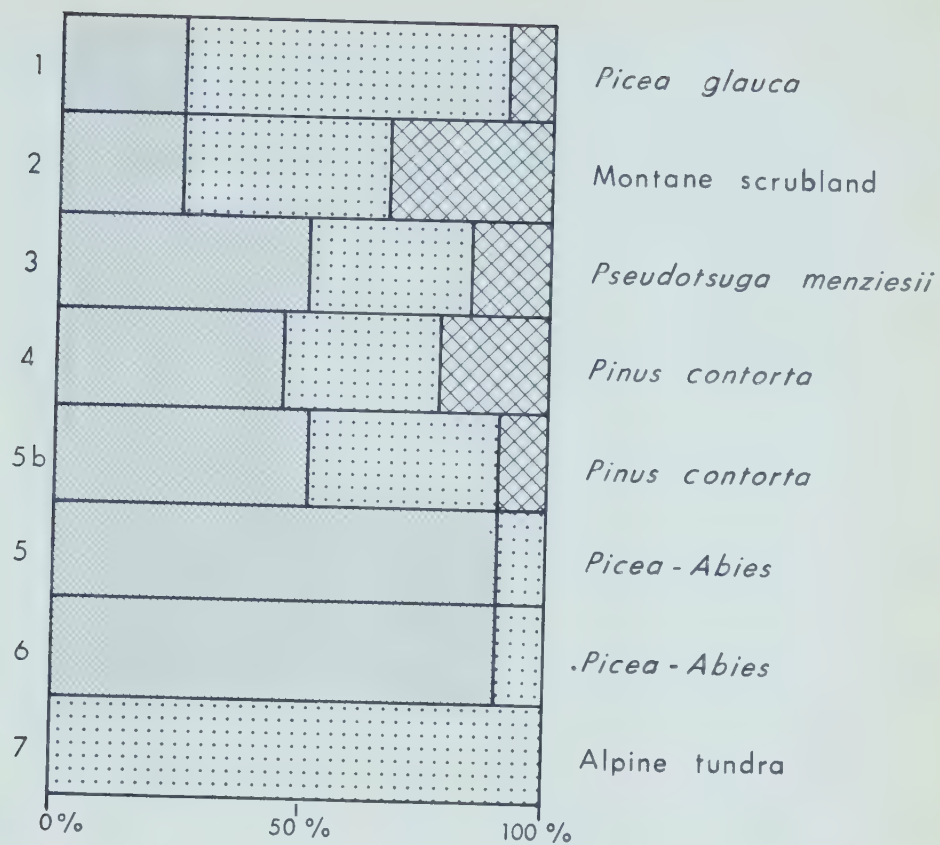 1 Picea glauca
2 Montane scrubland
3 Pseudotsuga menziesii
4 Pinus contorta
5b Pinus contorta
5 Picea - Abies
6 .Picea - Abies
7 Alpine tundra
0% 50% 100%